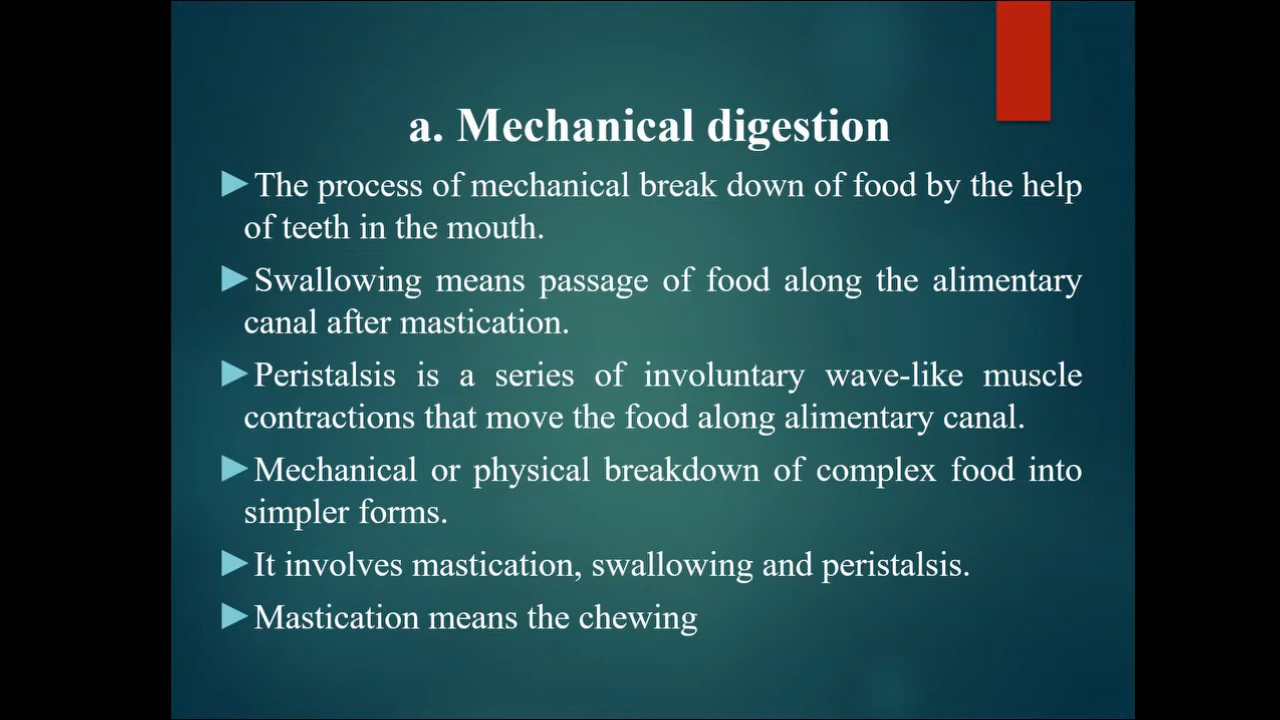 a. Mechanical digestion
The process of mechanical break down of food by the help
of teeth in the mouth.
Swallowing means passage of food along the alimentary
canal after mastication.
Peristalsis is a series of involuntary wave-like muscle
contractions that move the food along alimentary canal.
Mechanical or physical breakdown of complex food into
simpler forms.
It involves mastication, swallowing and peristalsis.
Mastication means the chewing